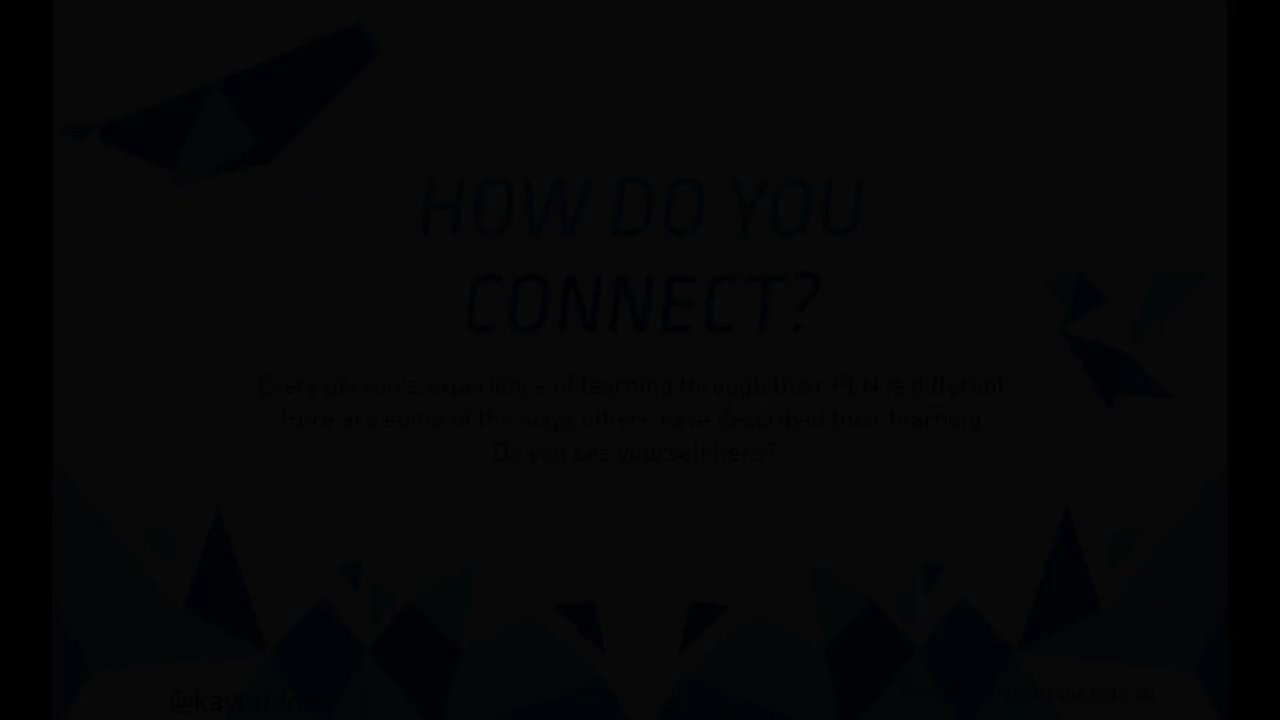 HOW DO YOU
CONNECT?
Every person's experience of learning through their PLN is different.
Here are some of the ways others have described their learning.
Do you see yourself here?